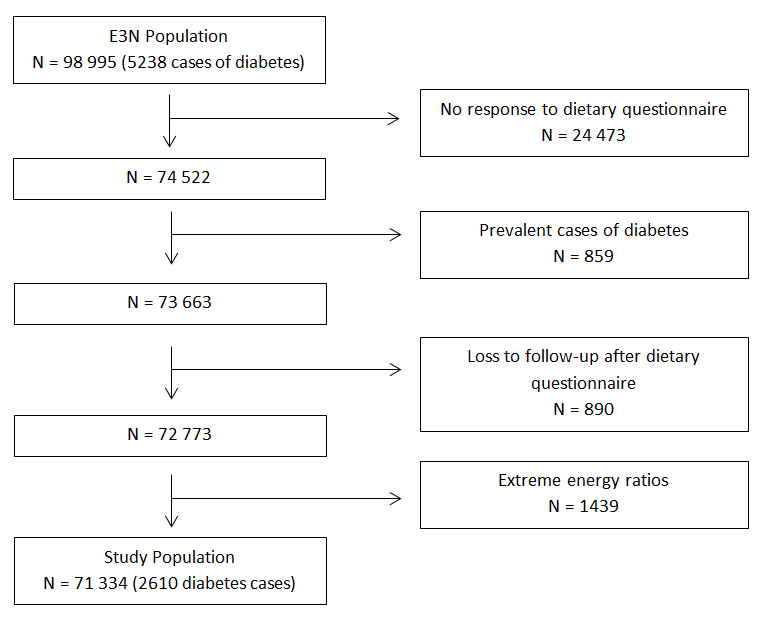 E3N Population
N = 98 995 (5238 cases of diabetes)
No response to dietary questionnaire
N = 24 473
N = 74 522
Prevalent cases of diabetes
N = 859
N = 73 663
Loss to follow-up after dietary
questionnaire
N = 890
N = 72 773
Extreme energy ratios
N = 1439
Study Population
N = 71 334 (2610 diabetes cases)